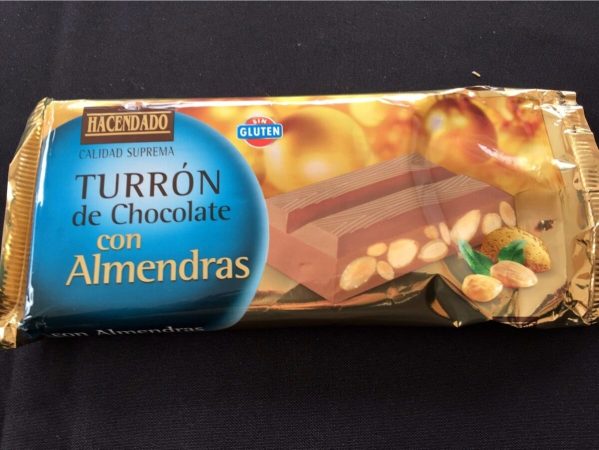 HACENDADO
CALIDAD SUPREMA
SIN
GLUTEN
TURRÓN
de Chocolate
con
Almendras
con Almendras